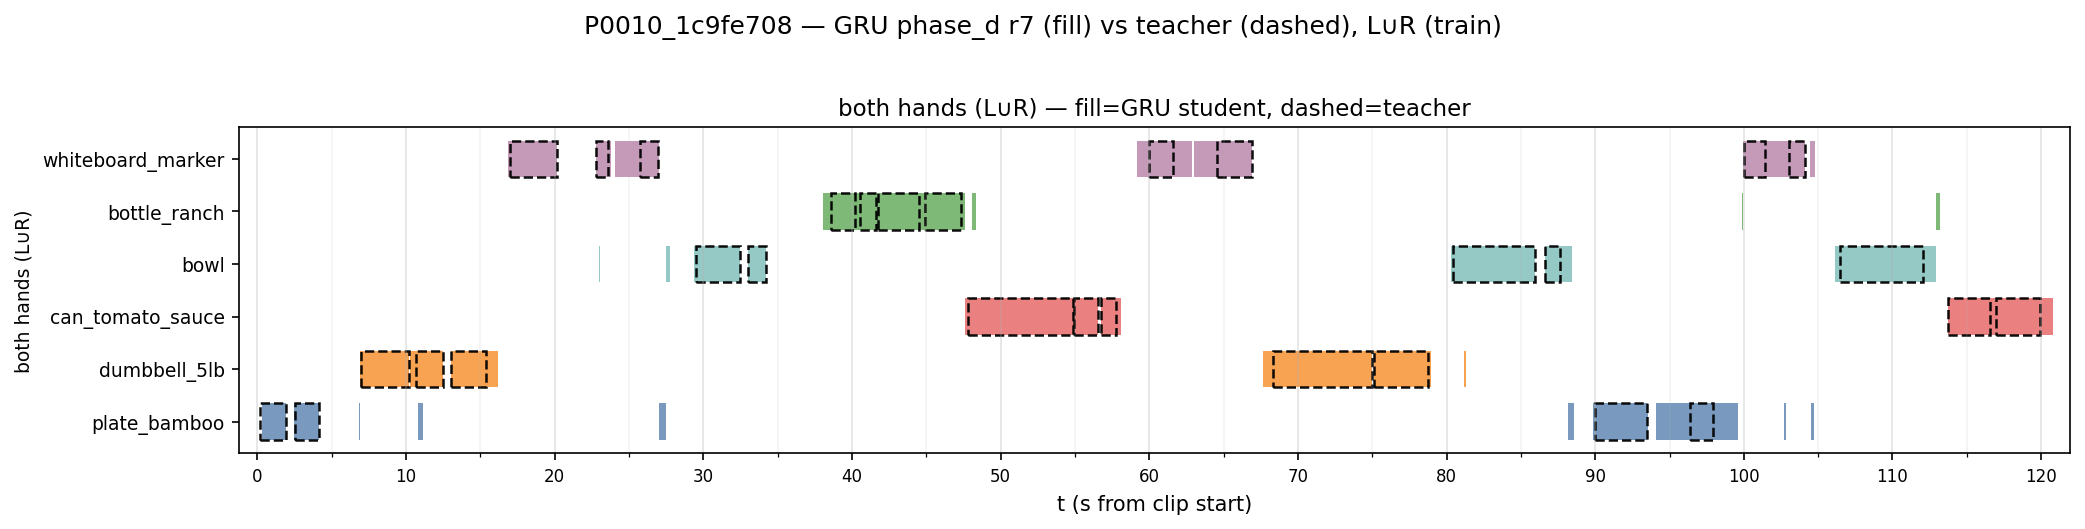 P0010_1c9fe708 — GRU phase_d r7 (fill) vs teacher (dashed), L∪R (train)
both hands (L∪R) — fill=GRU student, dashed=teacher
both hands (L∪R)
whiteboard_marker
bottle_ranch
bowl
can_tomato_sauce
dumbbell_5lb
plate_bamboo
0 10 20 30 40 50 60 70 80 90 100 110 120
t (s from clip start)